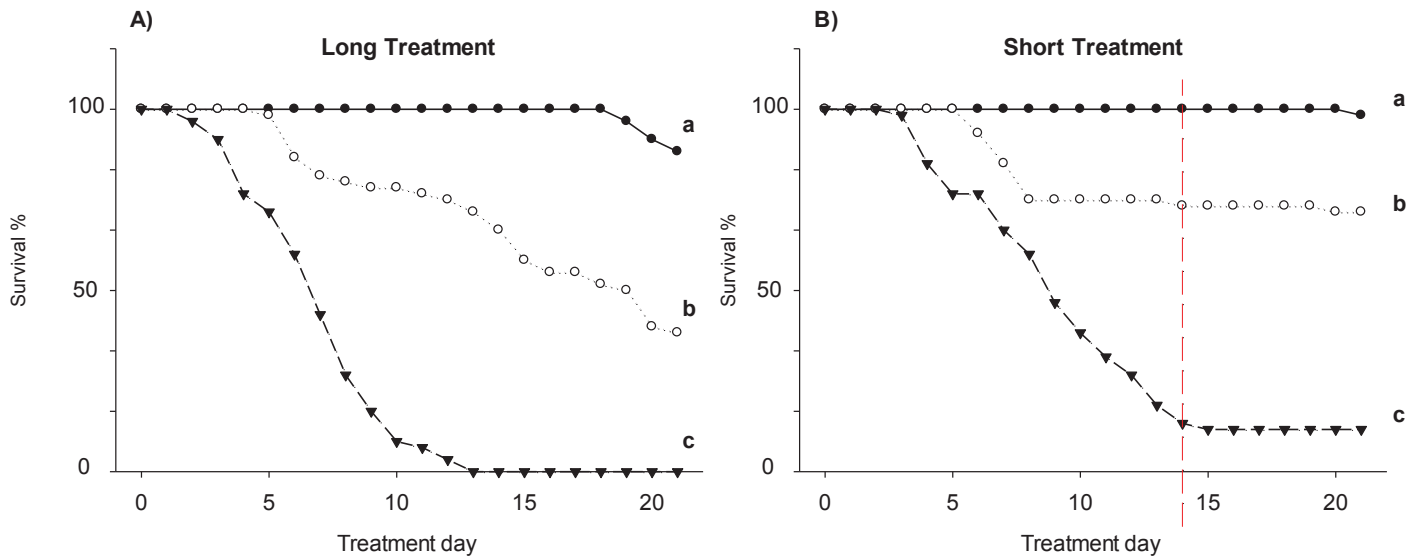 A)
Long Treatment
Survival %
100
50
0
a
b
c
0 5 10 15 20
Treatment day
B)
Short Treatment
Survival %
100
50
0
a
b
c
0 5 10 15 20
Treatment day